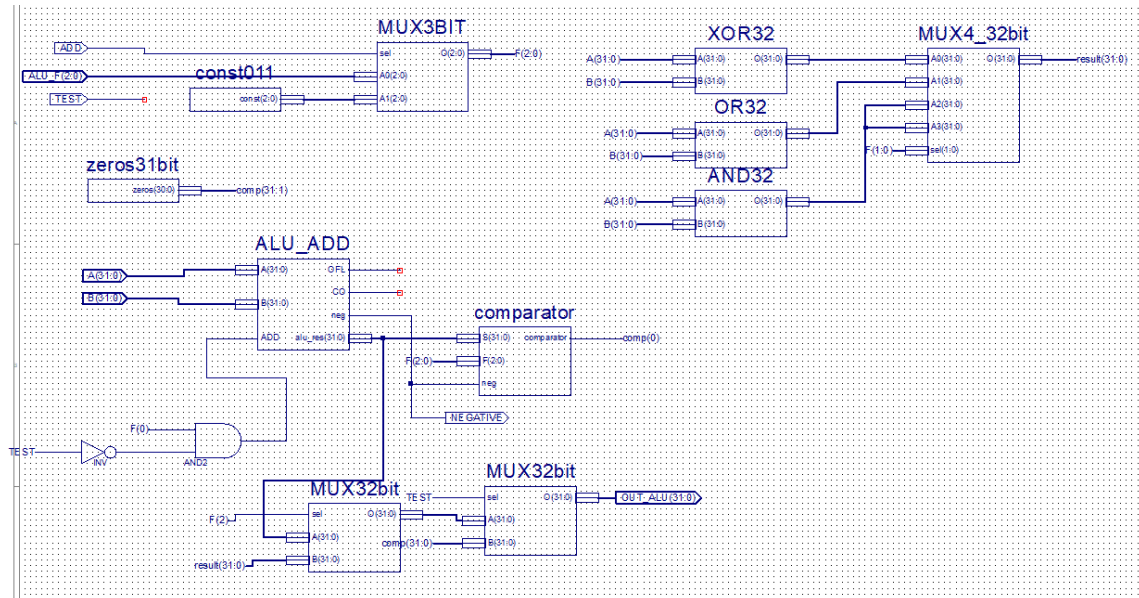 MUX3BIT
ADD
sel
O(2:0)
F(2:0)
ALU_F(2:0)
A0(2:0)
const011
TEST
const(2:0)
A1(2:0)
XOR32
A(31:0)
A(31:0)
O(31:0)
B(31:0)
B(31:0)
OR32
A(31:0)
A(31:0)
O(31:0)
B(31:0)
B(31:0)
AND32
A(31:0)
A(31:0)
O(31:0)
B(31:0)
B(31:0)
MUX4_32bit
A0(31:0)
O(31:0)
result(31:0)
A1(31:0)
A2(31:0)
A3(31:0)
F(1:0)
sel(1:0)
zeros31bit
zeros(30:0)
comp(31:1)
ALU_ADD
A(31:0)
A(31:0)
OFL
CO
B(31:0)
B(31:0)
neg
ADD
alu_res(31:0)
comparator
S(31:0)
comparator
comp(0)
F(2:0)
F(2:0)
neg
NEGATIVE
F(0)
TEST
INV
AND2
MUX32bit
F(2)
sel
O(31:0)
A(31:0)
result(31:0)
B(31:0)
MUX32bit
TEST
sel
O(31:0)
OUT_ALU(31:0)
A(31:0)
comp(31:0)
B(31:0)